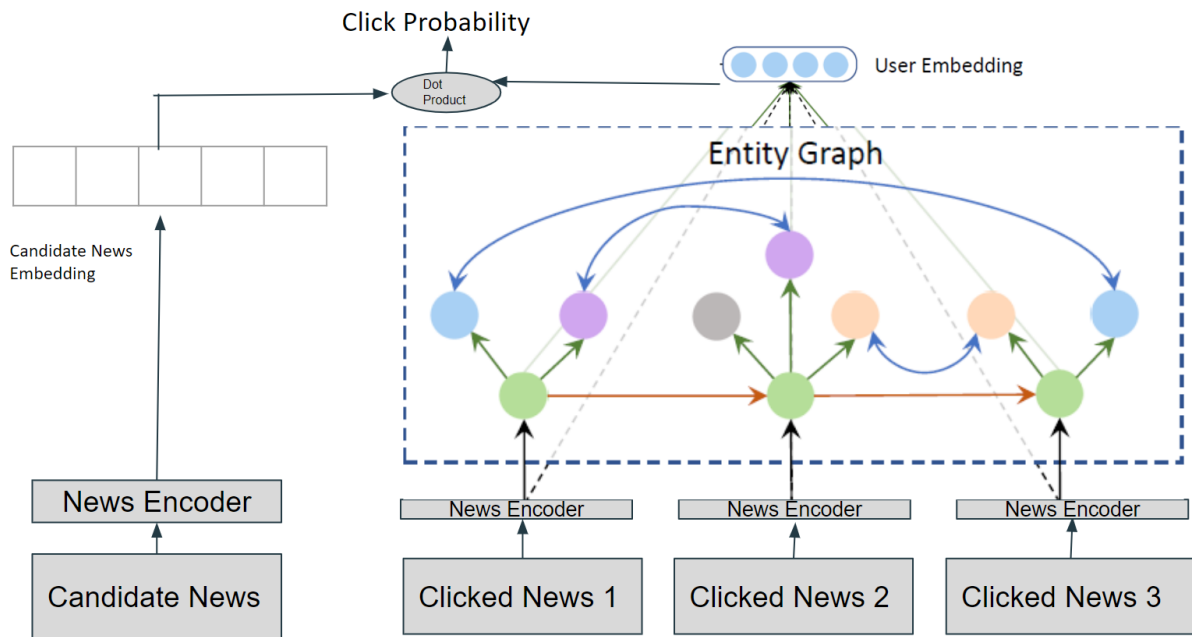 Click Probability
Dot
Product
User Embedding
Entity Graph
Candidate News
Embedding
News Encoder
News Encoder
News Encoder
News Encoder
Candidate News
Clicked News 1
Clicked News 2
Clicked News 3